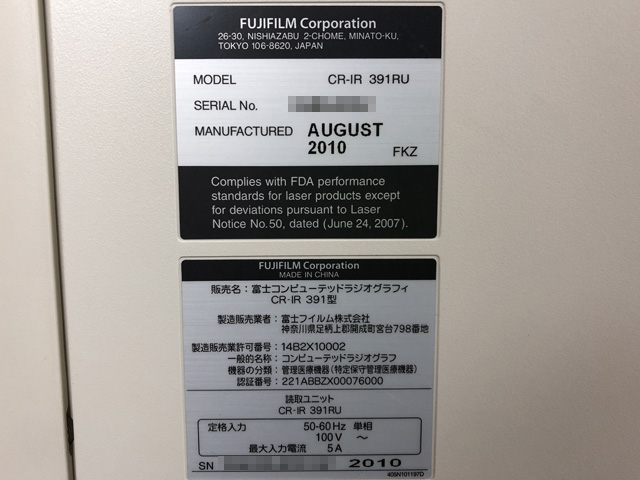 FUJIFILM Corporation
26-30, NISHIAZABU 2-CHOME, MINATO-KU,
TOKYO 106-8620, JAPAN
MODEL CR-IR 391RU
SERIAL No.
MANUFACTURED AUGUST
2010 FKZ
Complies with FDA performance
standards for laser products except
for deviations pursuant to Laser
Notice No.50, dated (June 24, 2007).
FUJIFILM Corporation
MADE IN CHINA
販売名：富士コンピューテッドラジオグラフィ
CR-IR 391型
製造販売業者：富士フイルム株式会社
神奈川県足柄上郡開成町宮台798番地
製造販売業許可番号：14B2X10002
一般的名称：コンピューテッドラジオグラフ
機器の分類：管理医療機器（特定保守管理医療機器）
認証番号：221ABBZX00076000
読取ユニット
CR-IR 391RU
定格入力 50-60Hz 単相
100V ～
最大入力電流 5A
SN 2010
405N101197D